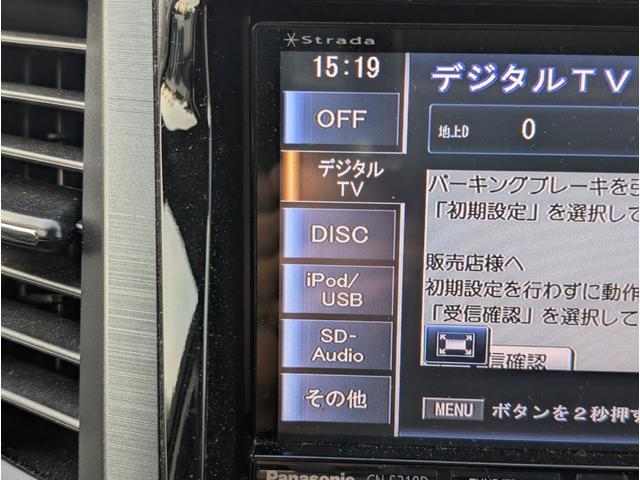 Strada
15:19
デジタルTV
OFF
地上D 0
デジタル
TV
パーキングブレーキを
「初期設定」を選択して
DISC
販売店様へ
iPod/
USB
初期設定を行わずに動作
「受信確認」を選択して
SD-
Audio
信確認
その他
MENU ボタンを2秒押す
Panasonic